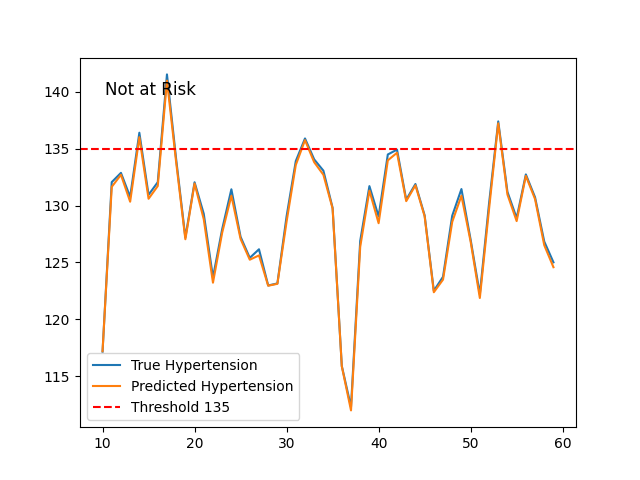 Not at Risk
140
135
130
125
120
115
True Hypertension
Predicted Hypertension
Threshold 135
10 20 30 40 50 60